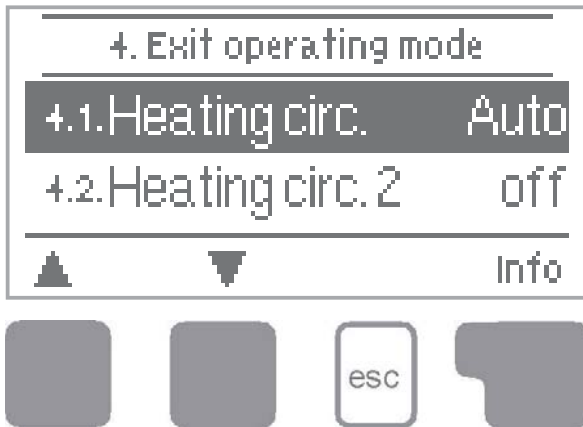 4. Exit operating mode
4.1.Heating circ. Auto
4.2.Heating circ. 2 off
▲ ▼ Info
esc